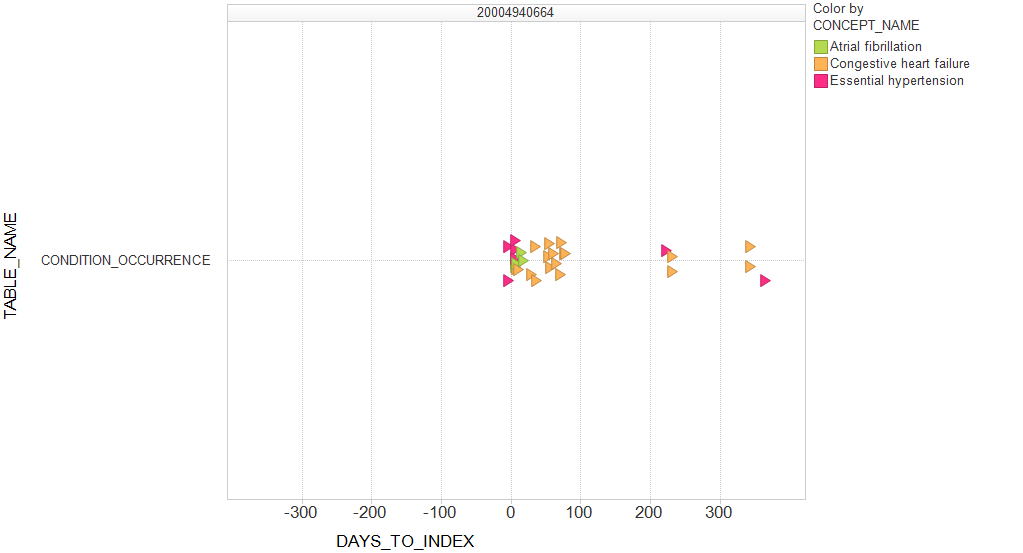 20004940664
Color by
CONCEPT_NAME
Atrial fibrillation
Congestive heart failure
Essential hypertension
TABLE_NAME
CONDITION_OCCURRENCE
-300 -200 -100 0 100 200 300
DAYS_TO_INDEX